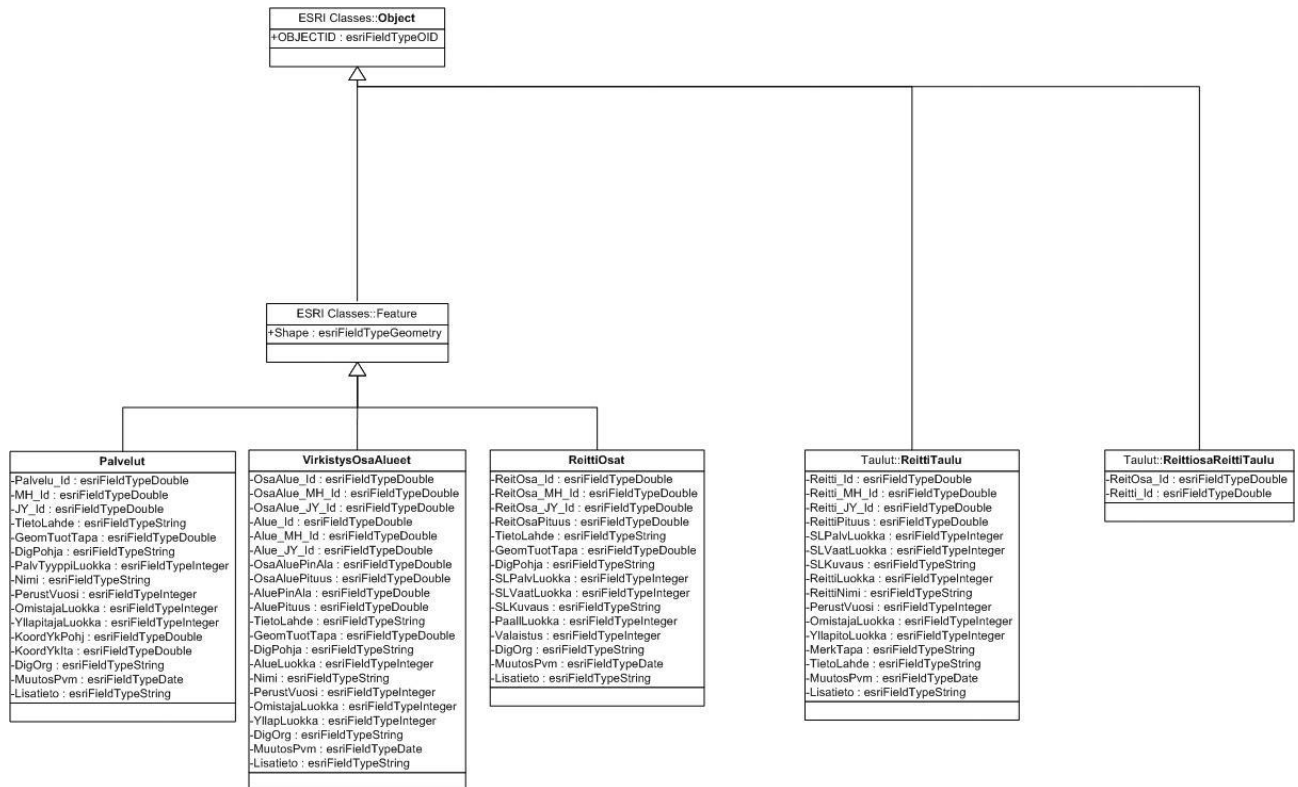 ESRI Classes::Object
+OBJECTID : esriFieldTypeOID
ESRI Classes::Feature
+Shape : esriFieldTypeGeometry
Palvelut
-Palvelu_Id : esriFieldTypeDouble
-MH_Id : esriFieldTypeDouble
-JY_Id : esriFieldTypeDouble
-TietoLahde : esriFieldTypeString
-GeomTuotTapa : esriFieldTypeDouble
-DigPohja : esriFieldTypeString
-PalvTyyppiLuokka : esriFieldTypeInteger
-Nimi : esriFieldTypeString
-PerustVuosi : esriFieldTypeInteger
-OmistajaLuokka : esriFieldTypeInteger
-YllapitajaLuokka : esriFieldTypeInteger
-KoordYkPohj : esriFieldTypeDouble
-KoordYkIta : esriFieldTypeDouble
-DigOrg : esriFieldTypeString
-MuutosPvm : esriFieldTypeDate
-Lisatieto : esriFieldTypeString
VirkistysOsaAlueet
-OsaAlue_Id : esriFieldTypeDouble
-OsaAlue_MH_Id : esriFieldTypeDouble
-OsaAlue_JY_Id : esriFieldTypeDouble
-Alue_Id : esriFieldTypeDouble
-Alue_MH_Id : esriFieldTypeDouble
-Alue_JY_Id : esriFieldTypeDouble
-OsaAluePinAla : esriFieldTypeDouble
-OsaAluePituus : esriFieldTypeDouble
-AluePinAla : esriFieldTypeDouble
-AluePituus : esriFieldTypeDouble
-TietoLahde : esriFieldTypeString
-GeomTuotTapa : esriFieldTypeDouble
-DigPohja : esriFieldTypeString
-AlueLuokka : esriFieldTypeInteger
-Nimi : esriFieldTypeString
-PerustVuosi : esriFieldTypeInteger
-OmistajaLuokka : esriFieldTypeInteger
-YllapLuokka : esriFieldTypeInteger
-DigOrg : esriFieldTypeString
-MuutosPvm : esriFieldTypeDate
-Lisatieto : esriFieldTypeString
ReittiOsat
-ReitOsa_Id : esriFieldTypeDouble
-ReitOsa_MH_Id : esriFieldTypeDouble
-ReitOsa_JY_Id : esriFieldTypeDouble
-ReitOsaPituus : esriFieldTypeDouble
-TietoLahde : esriFieldTypeString
-GeomTuotTapa : esriFieldTypeDouble
-DigPohja : esriFieldTypeString
-SLPalvLuokka : esriFieldTypeInteger
-SLVaatLuokka : esriFieldTypeInteger
-SLKuvaus : esriFieldTypeString
-PaallLuokka : esriFieldTypeInteger
-Valaistus : esriFieldTypeInteger
-DigOrg : esriFieldTypeString
-MuutosPvm : esriFieldTypeDate
-Lisatieto : esriFieldTypeString
Taulut::ReittiTaulu
-Reitti_Id : esriFieldTypeDouble
-Reitti_MH_Id : esriFieldTypeDouble
-Reitti_JY_Id : esriFieldTypeDouble
-ReittiPituus : esriFieldTypeDouble
-SLPalvLuokka : esriFieldTypeInteger
-SLVaatLuokka : esriFieldTypeInteger
-SLKuvaus : esriFieldTypeString
-ReittiLuokka : esriFieldTypeInteger
-ReittiNimi : esriFieldTypeString
-PerustVuosi : esriFieldTypeInteger
-OmistajaLuokka : esriFieldTypeInteger
-YllapitoLuokka : esriFieldTypeInteger
-MerkTapa : esriFieldTypeString
-TietoLahde : esriFieldTypeString
-MuutosPvm : esriFieldTypeDate
-Lisatieto : esriFieldTypeString
Taulut::ReittiosaReittiTaulu
-ReitOsa_Id : esriFieldTypeDouble
-Reitti_Id : esriFieldTypeDouble